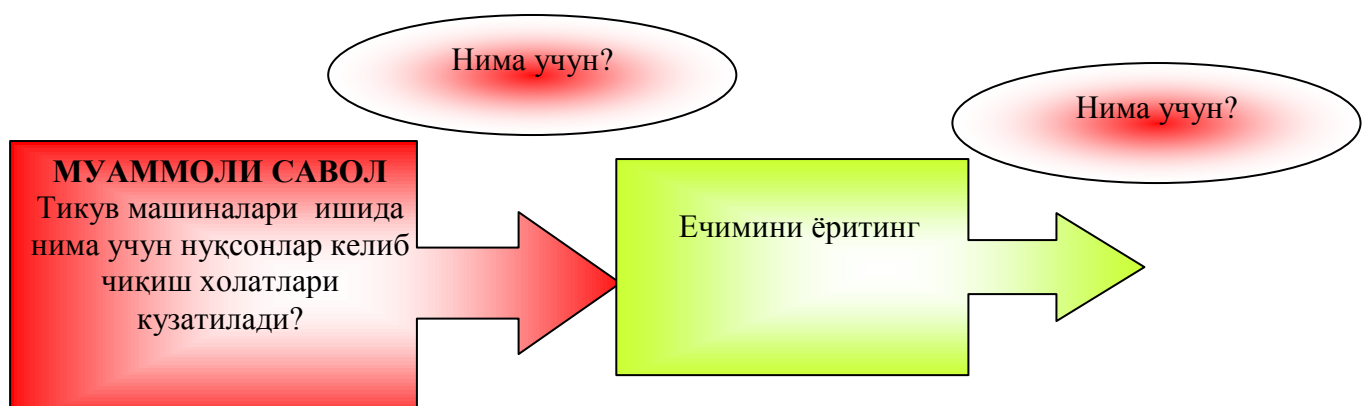 Нима учун?
Нима учун?
МУАММОЛИ САВОЛ
Тикув машиналари ишида
нима учун нуқсонлар келиб
чиқиш холатлари
кузатилади?
Ечимини ёритинг